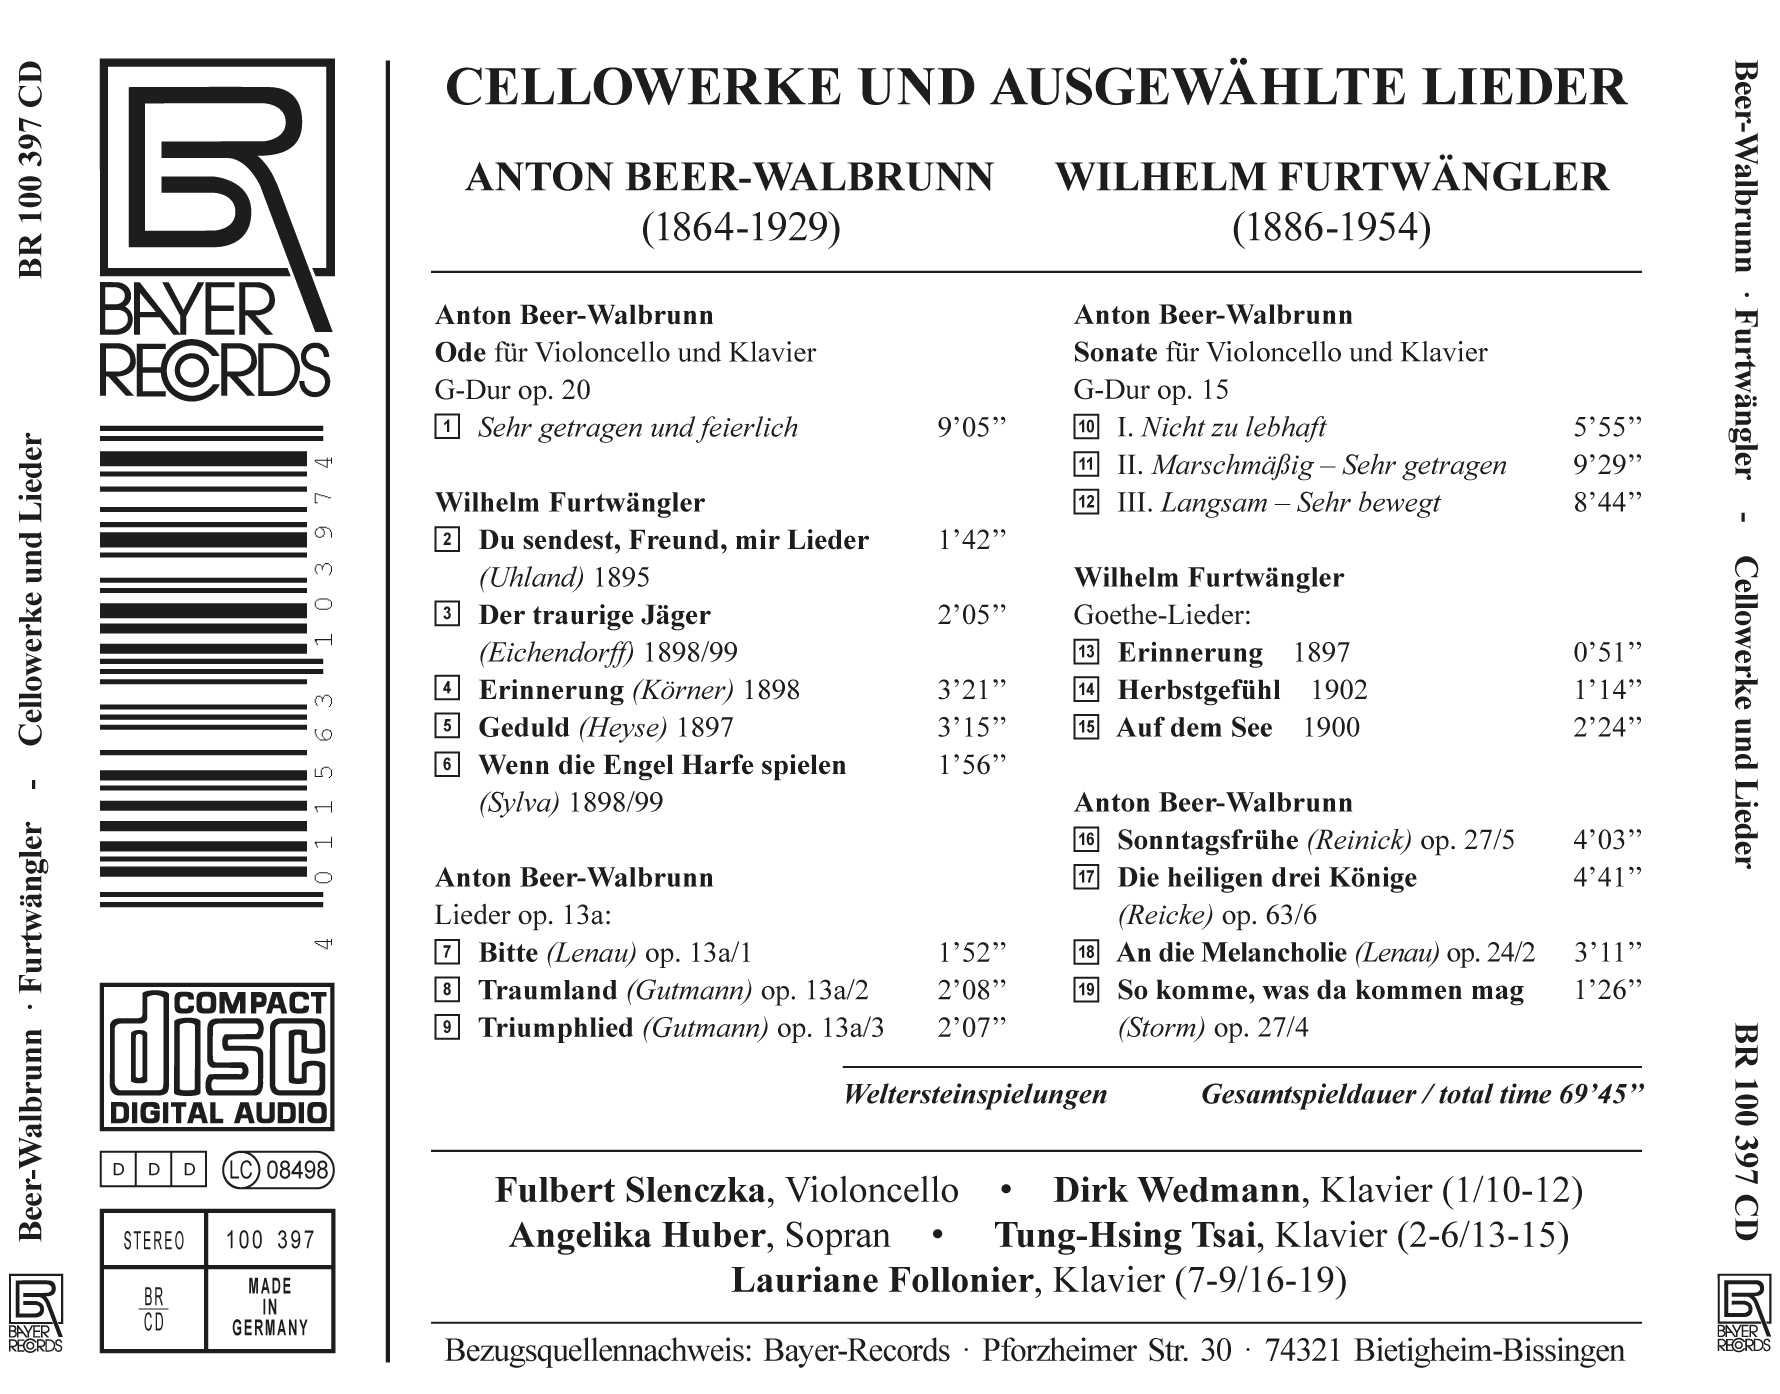 BR 100 397 CD
Beer-Walbrunn · Furtwängler - Cellowerke und Lieder
BAYER
RECORDS
4 011563 103974
COMPACT
disc
DIGITAL AUDIO
D D D
LC 08498
STEREO
100 397
BR
CD
MADE
IN
GERMANY
BAYER
RECORDS
CELLOWERKE UND AUSGEWÄHLTE LIEDER
ANTON BEER-WALBRUNN
(1864-1929)
WILHELM FURTWÄNGLER
(1886-1954)
Anton Beer-Walbrunn
Ode für Violoncello und Klavier
G-Dur op. 20
1 Sehr getragen und feierlich 9’05’’
Wilhelm Furtwängler
2 Du sendest, Freund, mir Lieder 1’42’’
(Uhland) 1895
3 Der traurige Jäger 2’05’’
(Eichendorff) 1898/99
4 Erinnerung (Körner) 1898 3’21’’
5 Geduld (Heyse) 1897 3’15’’
6 Wenn die Engel Harfe spielen 1’56’’
(Sylva) 1898/99
Anton Beer-Walbrunn
Lieder op. 13a:
7 Bitte (Lenau) op. 13a/1 1’52’’
8 Traumland (Gutmann) op. 13a/2 2’08’’
9 Triumphlied (Gutmann) op. 13a/3 2’07’’
Anton Beer-Walbrunn
Sonate für Violoncello und Klavier
G-Dur op. 15
10 I. Nicht zu lebhaft 5’55’’
11 II. Marschmäßig – Sehr getragen 9’29’’
12 III. Langsam – Sehr bewegt 8’44’’
Wilhelm Furtwängler
Goethe-Lieder:
13 Erinnerung 1897 0’51’’
14 Herbstgefühl 1902 1’14’’
15 Auf dem See 1900 2’24’’
Anton Beer-Walbrunn
16 Sonntagsfrühe (Reinick) op. 27/5 4’03’’
17 Die heiligen drei Könige 4’41’’
(Reicke) op. 63/6
18 An die Melancholie (Lenau) op. 24/2 3’11’’
19 So komme, was da kommen mag 1’26’’
(Storm) op. 27/4
Weltersteinspielungen Gesamtspieldauer / total time 69’45’’
Fulbert Slenczka, Violoncello • Dirk Wedmann, Klavier (1/10-12)
Angelika Huber, Sopran • Tung-Hsing Tsai, Klavier (2-6/13-15)
Lauriane Follonier, Klavier (7-9/16-19)
Bezugsquellennachweis: Bayer-Records · Pforzheimer Str. 30 · 74321 Bietigheim-Bissingen
Beer-Walbrunn · Furtwängler - Cellowerke und Lieder
BR 100 397 CD
BAYER
RECORDS